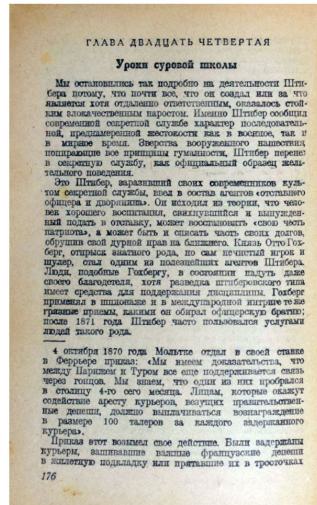 ГЛАВА ДВАДЦАТЬ ЧЕТВЕРТАЯ
Уроки суровой школы
Мы остановились так подробно на деятельности Шти-
бера потому, что почти все, что он создал или за что
является хотя отдаленно ответственным, оказалось стой-
ким злокачественным наростом. Именно Штибер сообщил
современной секретной службе характер последователь-
ной, преднамеренной жестокости как в военное, так и
в мирное время. Зверства вооруженного нашествия,
попирающие все принципы гуманности, Штибер перенес
в секретную службу, как официальный образец жела-
тельного поведения.
Это Штибер, заразивший своих современников куль-
том секретной службы, ввел в состав агентов «отставного
офицера и дворянина». Он исходил из теории, что чело-
век хорошего воспитания, свихнувшийся и вынужден-
ный подать в отставку, может восстановить «свою честь
патриота», а может быть, и списать часть своих долгов,
обрушив свой дурной нрав на ближнего. Князь Отто Гох-
берг, отпрыск знатного рода, но сам нечистый игрок и
шулер, стал одним из полезнейших агентов Штибера.
Люди, подобные Гохбергу, в состоянии надуть даже
своего благодетеля, хотя разведка штиберовского типа
имеет средства для поддержания дисциплины. Гохберг
применял в шпионаже и в международной интриге те же
грязные приемы, какими он обирал офицерскую братию;
после 1871 года Штибер часто пользовался услугами
людей такого рода.
4 октября 1870 года Мольтке отдал в своей ставке
в Феррьере приказ: «Мы имеем доказательства, что
между Парижем и Туром все еще поддерживается связь
через гонцов. Мы знаем, что один из них пробрался
в столицу 4-го сего месяца. Лицам, которые окажут
содействие аресту курьеров, везущих правительствен-
ные депеши, должно выплачиваться вознаграждение
в размере 100 талеров за каждого задержанного
курьера».
Приказ этот возымел свое действие. Были задержаны
курьеры, зашивавшие важные французские депеши
в жилетную подкладку или прятавшие их в тросточках
176